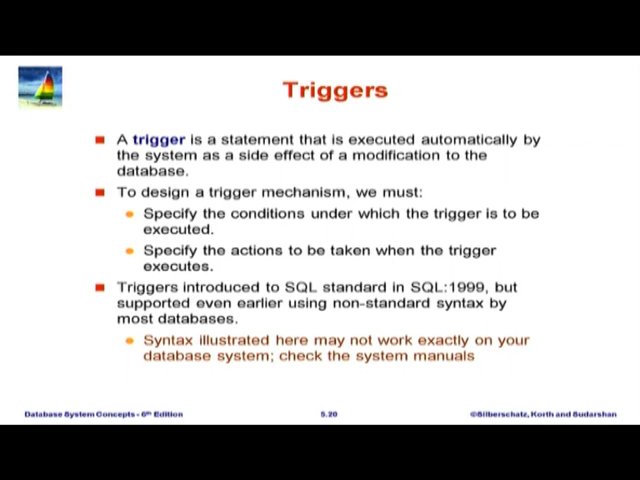 Triggers
A trigger is a statement that is executed automatically by
the system as a side effect of a modification to the
database.
To design a trigger mechanism, we must:
Specify the conditions under which the trigger is to be
executed.
Specify the actions to be taken when the trigger
executes.
Triggers introduced to SQL standard in SQL:1999, but
supported even earlier using non-standard syntax by
most databases.
Syntax illustrated here may not work exactly on your
database system; check the system manuals
Database System Concepts - 6th Edition
5.20
©Silberschatz, Korth and Sudarshan